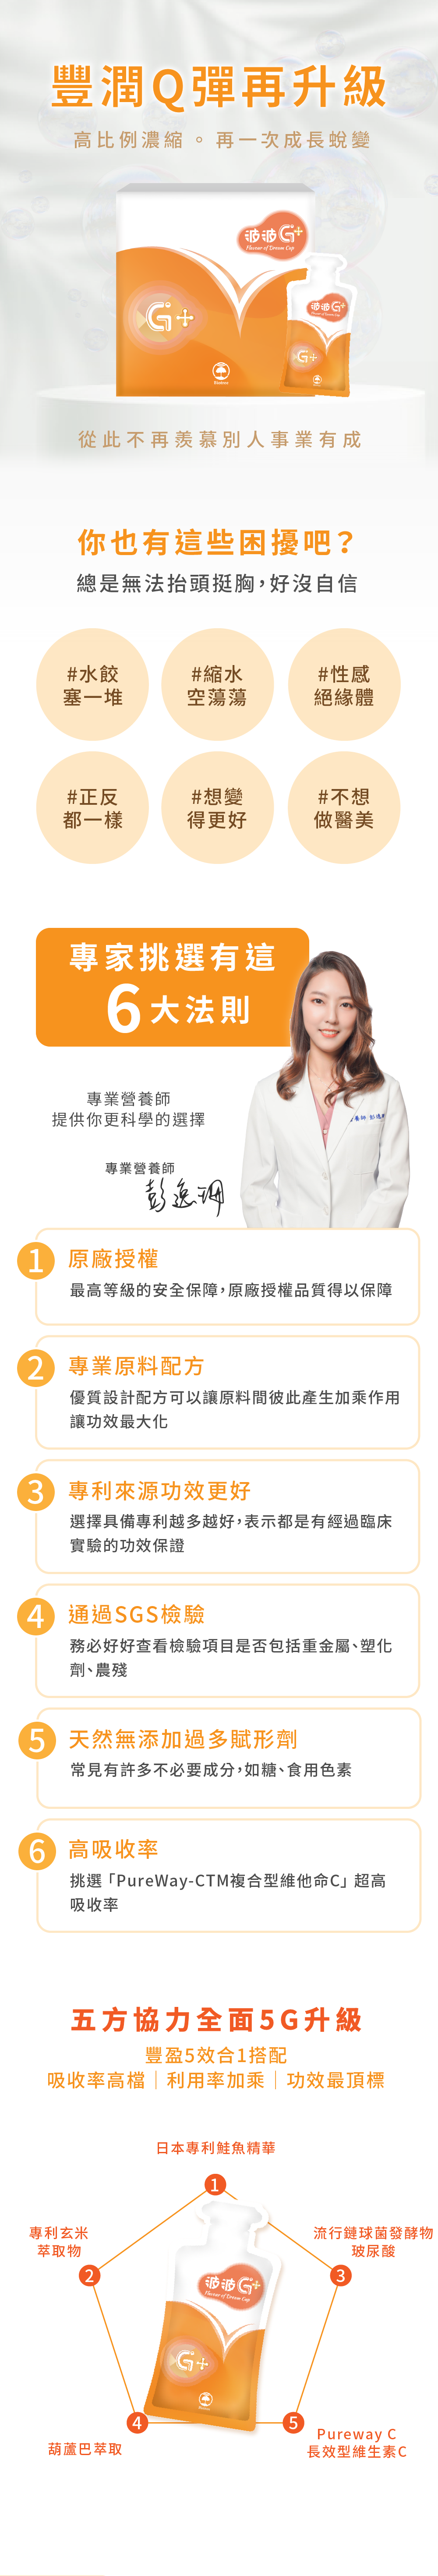 豐潤Q彈再升級
高比例濃縮。再一次成長蛻變
波波G+
Flavour of Dream Cup
G+
波波G+
Flavour of Dream Cup
G+
從此不再羨慕別人事業有成
你也有這些困擾吧?
總是無法抬頭挺胸,好沒自信
#水餃
塞一堆
#縮水
空蕩蕩
#性感
絕緣體
#正反
都一樣
#想變
得更好
#不想
做醫美
專家挑選有這
6大法則
專業營養師
提供你更科學的選擇
專業營養師
彭逸珊
1
原廠授權
最高等級的安全保障,原廠授權品質得以保障
2
專業原料配方
優質設計配方可以讓原料間彼此產生加乘作用
讓功效最大化
3
專利來源功效更好
選擇具備專利越多越好,表示都是有經過臨床
實驗的功效保證
4
通過SGS檢驗
務必好好查看檢驗項目是否包括重金屬、塑化
劑、農殘
5
天然無添加過多賦形劑
常見有許多不必要成分,如糖、食用色素
6
高吸收率
挑選「PureWay-CTM複合型維他命C」超高
吸收率
五方協力全面5G升級
豐盈5效合1搭配
吸收率高檔|利用率加乘|功效最頂標
日本專利鮭魚精華
1
專利玄米
萃取物
2
流行鏈球菌發酵物
玻尿酸
3
波波G+
Flavour of Dream Cup
G+
4
葫蘆巴萃取
5
Pureway C
長效型維生素C